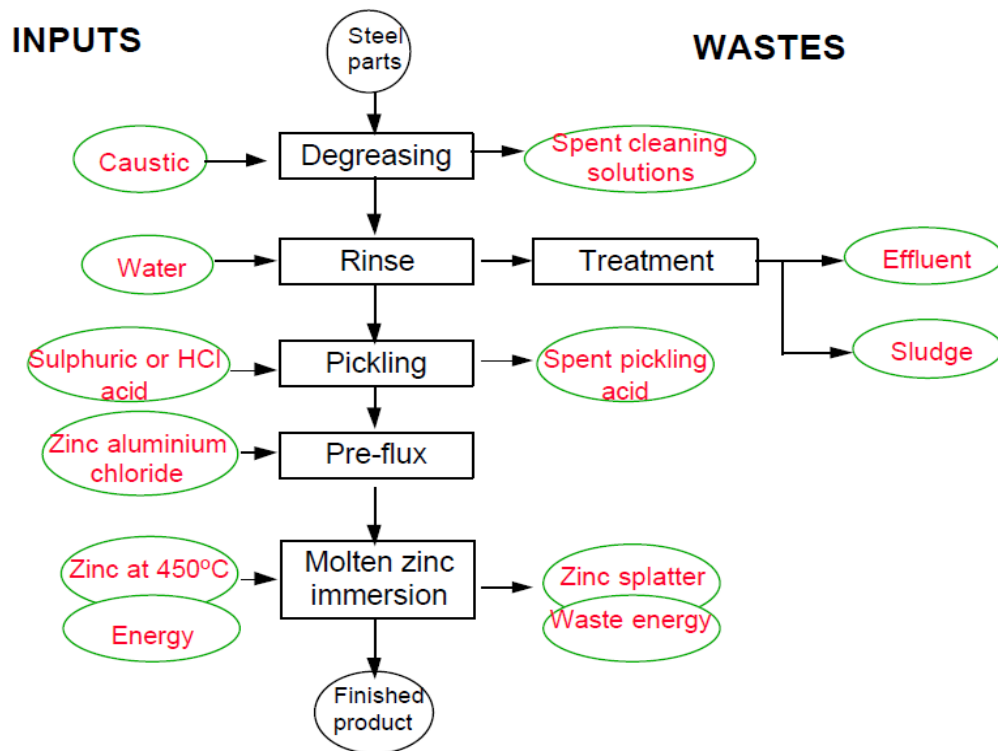 INPUTS
Steel
parts
WASTES
Caustic
Degreasing
Spent cleaning
solutions
Water
Rinse
Treatment
Effluent
Sulphuric or HCl
acid
Pickling
Spent pickling
acid
Sludge
Zinc aluminium
chloride
Pre-flux
Zinc at 450ºC
Energy
Molten zinc
immersion
Zinc splatter
Waste energy
Finished
product